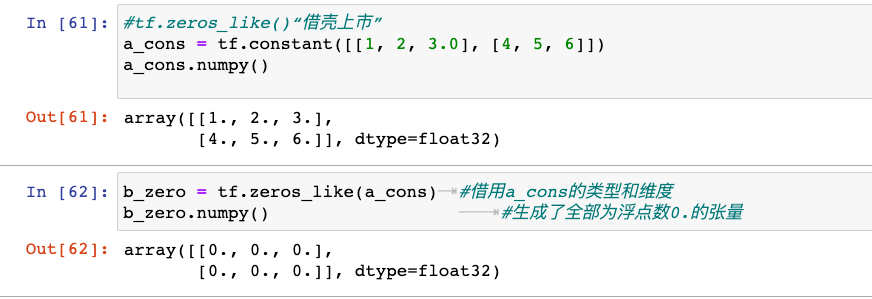 In [61]: #tf.zeros_like()“借壳上市”
a_cons = tf.constant([[1, 2, 3.0], [4, 5, 6]])
a_cons.numpy()
Out[61]: array([[1., 2., 3.],
[4., 5., 6.]], dtype=float32)
In [62]: b_zero = tf.zeros_like(a_cons) #借用a_cons的类型和维度
b_zero.numpy() #生成了全部为浮点数0.的张量
Out[62]: array([[0., 0., 0.],
[0., 0., 0.]], dtype=float32)